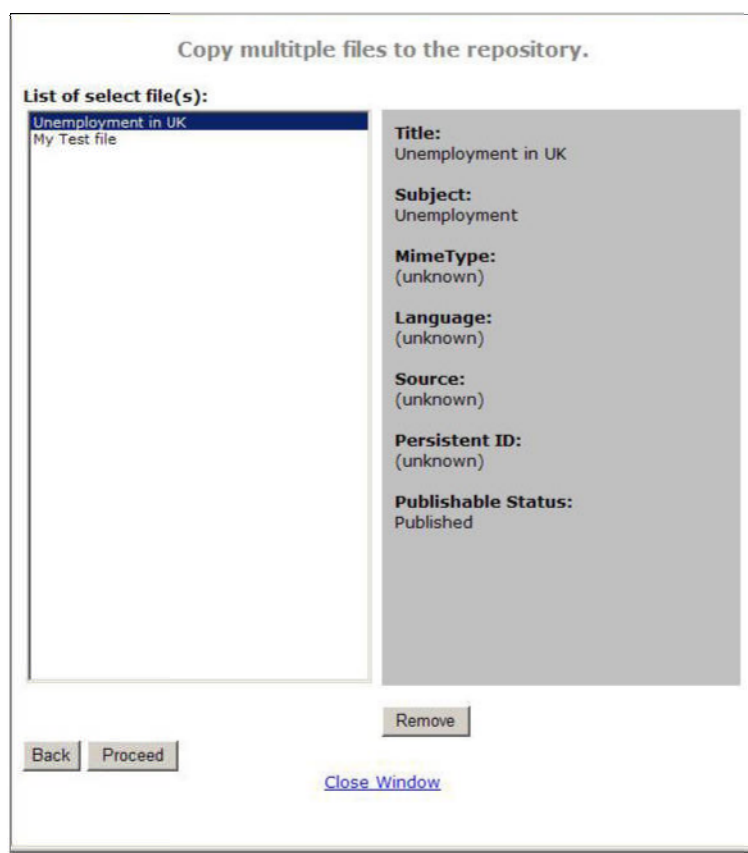 Copy multitple files to the repository.
List of select file(s):
Unemployment in UK
My Test file
Title:
Unemployment in UK
Subject:
Unemployment
MimeType:
(unknown)
Language:
(unknown)
Source:
(unknown)
Persistent ID:
(unknown)
Publishable Status:
Published
Remove
Back Proceed
Close Window